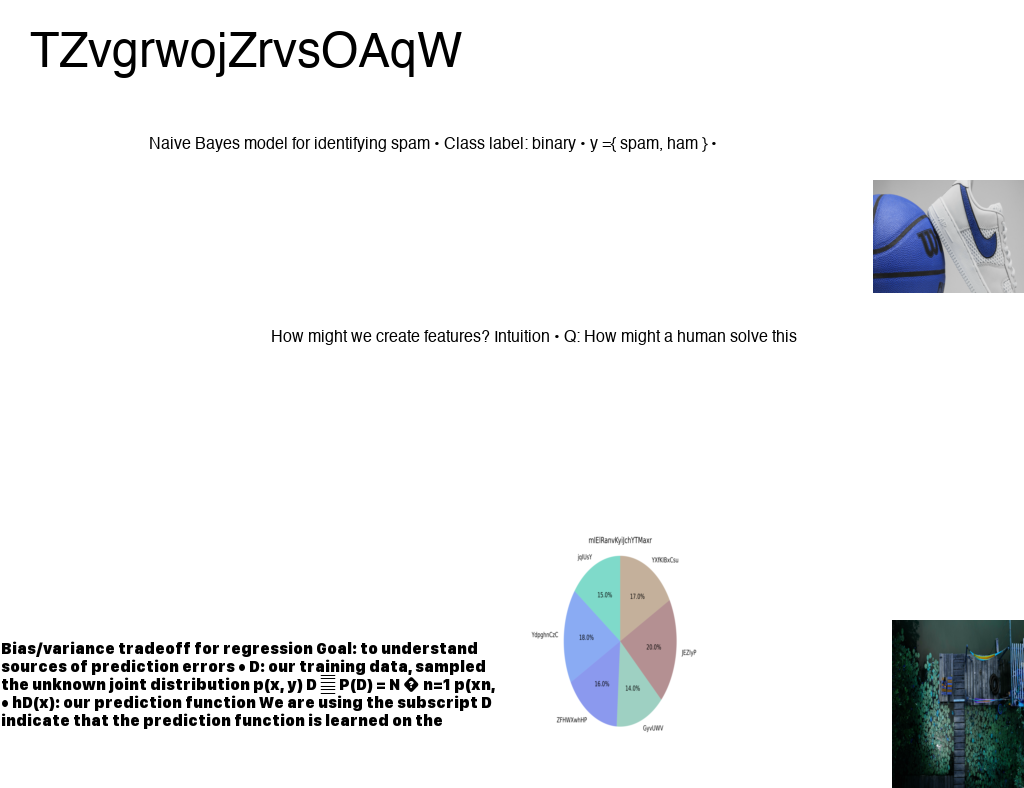 TZvgrwojZrvsOAqW
Naive Bayes model for identifying spam • Class label: binary • y ={ spam, ham } •
How might we create features? Intuition • Q: How might a human solve this
mIEIRanvKyiJchYTMaxr
jqIUsY
YXfKIBxCsu
15.0%
17.0%
YdpghnCzC
18.0%
20.0%
JEZIyP
16.0%
14.0%
ZFHWXwhHP
GyvUWV
Bias/variance tradeoff for regression Goal: to understand
sources of prediction errors • D: our training data, sampled
the unknown joint distribution p(x, y) D P(D) = N � n=1 p(xn,
• hD(x): our prediction function We are using the subscript D
indicate that the prediction function is learned on the